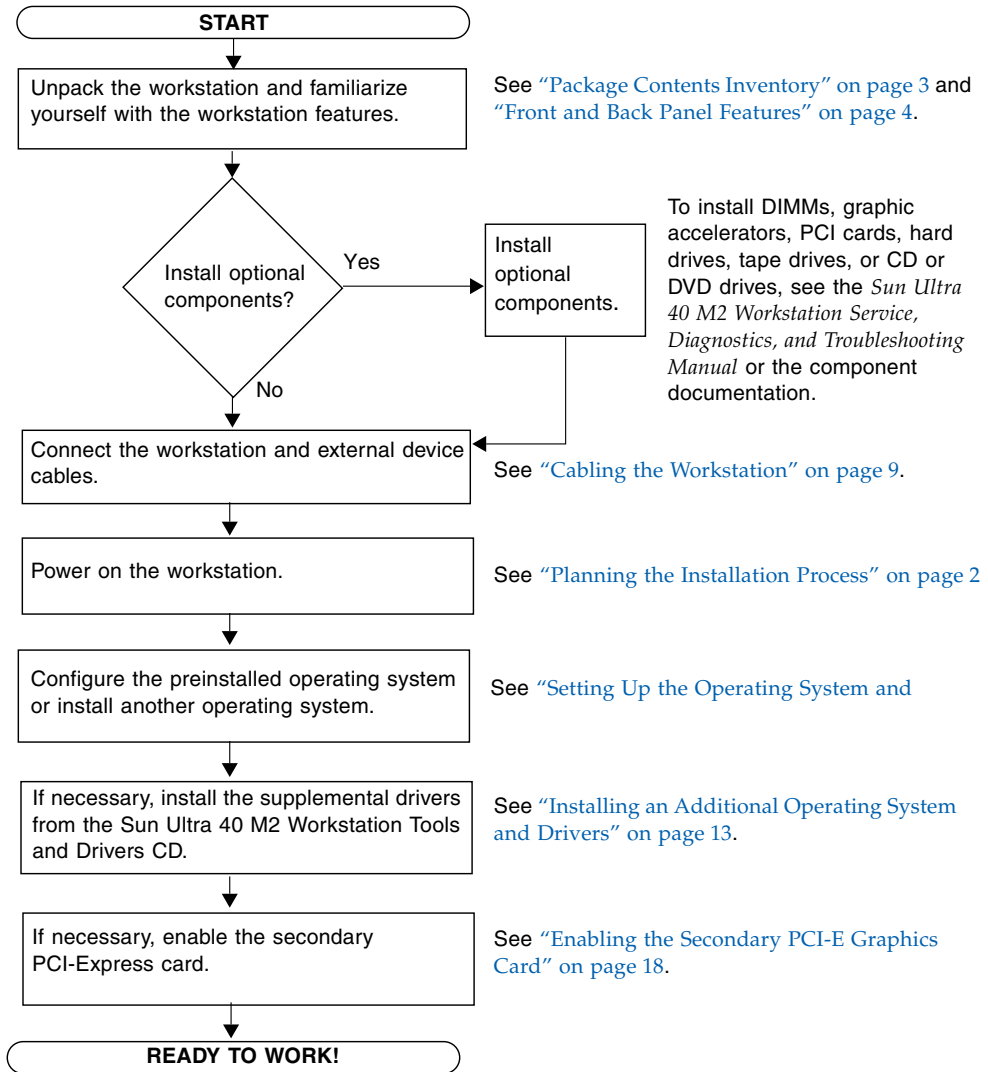 START
Unpack the workstation and familiarize
yourself with the workstation features.
See “Package Contents Inventory” on page 3 and
“Front and Back Panel Features” on page 4.
Install optional
components?
Yes
No
Install
optional
components.
To install DIMMs, graphic
accelerators, PCI cards, hard
drives, tape drives, or CD or
DVD drives, see the Sun Ultra
40 M2 Workstation Service,
Diagnostics, and Troubleshooting
Manual or the component
documentation.
Connect the workstation and external device
cables.
See “Cabling the Workstation” on page 9.
Power on the workstation.
See “Planning the Installation Process” on page 2
Configure the preinstalled operating system
or install another operating system.
See “Setting Up the Operating System and
If necessary, install the supplemental drivers
from the Sun Ultra 40 M2 Workstation Tools
and Drivers CD.
See “Installing an Additional Operating System
and Drivers” on page 13.
If necessary, enable the secondary
PCI-Express card.
See “Enabling the Secondary PCI-E Graphics
Card” on page 18.
READY TO WORK!